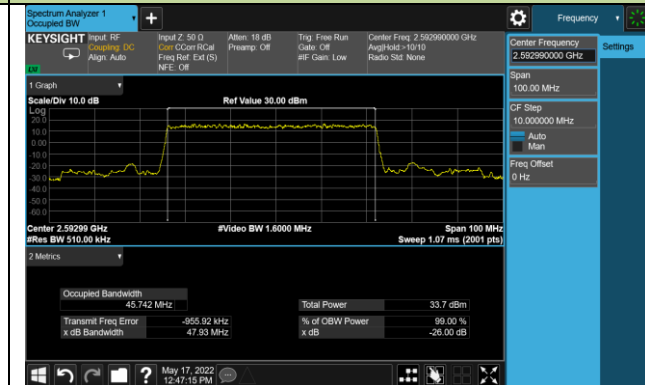 Spectrum Analyzer 1
Occupied BW
+
Frequency
KEYSIGHT
Input: RF
Coupling: DC
Align: Auto
LM
Input Z: 50 Ω
Corr CCorr RCal
Freq Ref: Ext (S)
NFE: Off
Atten: 18 dB
Preamp: Off
Trig: Free Run
Gate: Off
#IF Gain: Low
Center Freq: 2.592990000 GHz
Avg|Hold:>10/10
Radio Std: None
Center Frequency
2.592990000 GHz
Settings
Span
100.00 MHz
CF Step
10.000000 MHz
Auto
Man
Freq Offset
0 Hz
1 Graph
Scale/Div 10.0 dB
Ref Value 30.00 dBm
Log
20.0
10.0
0.00
-10.0
-20.0
-30.0
-40.0
-50.0
-60.0
Center 2.59299 GHz
#Video BW 1.6000 MHz
Span 100 MHz
#Res BW 510.00 kHz
Sweep 1.07 ms (2001 pts)
2 Metrics
Occupied Bandwidth
45.742 MHz
Total Power 33.7 dBm
Transmit Freq Error -955.92 kHz
% of OBW Power 99.00 %
x dB Bandwidth 47.93 MHz
x dB -26.00 dB
?
May 17, 2022
12:47:15 PM